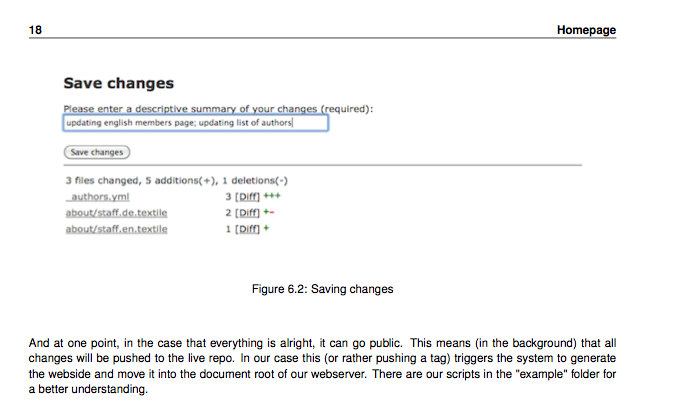 18 Homepage
Save changes
Please enter a descriptive summary of your changes (required):
updating english members page; updating list of authors
Save changes
3 files changed, 5 additions(+), 1 deletions(-)
_authors.yml 3 [Diff] +++
about/staff.de.textile 2 [Diff] +-
about/staff.en.textile 1 [Diff] +
Figure 6.2: Saving changes
And at one point, in the case that everything is alright, it can go public. This means (in the background) that all
changes will be pushed to the live repo. In our case this (or rather pushing a tag) triggers the system to generate
the webside and move it into the document root of our webserver. There are our scripts in the "example" folder for
a better understanding.